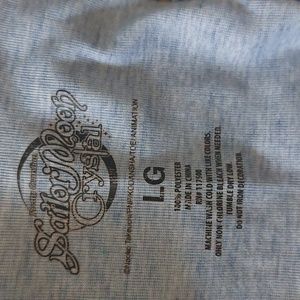 Sailor Moon
Crystal
LG
100% POLYESTER
MADE IN CHINA
MACHINE WASH COLD WITH LIKE COLORS.
ONLY NON-CHLORINE BLEACH WHEN NEEDED.
TUMBLE DRY LOW.
DO NOT IRON DECORATION.